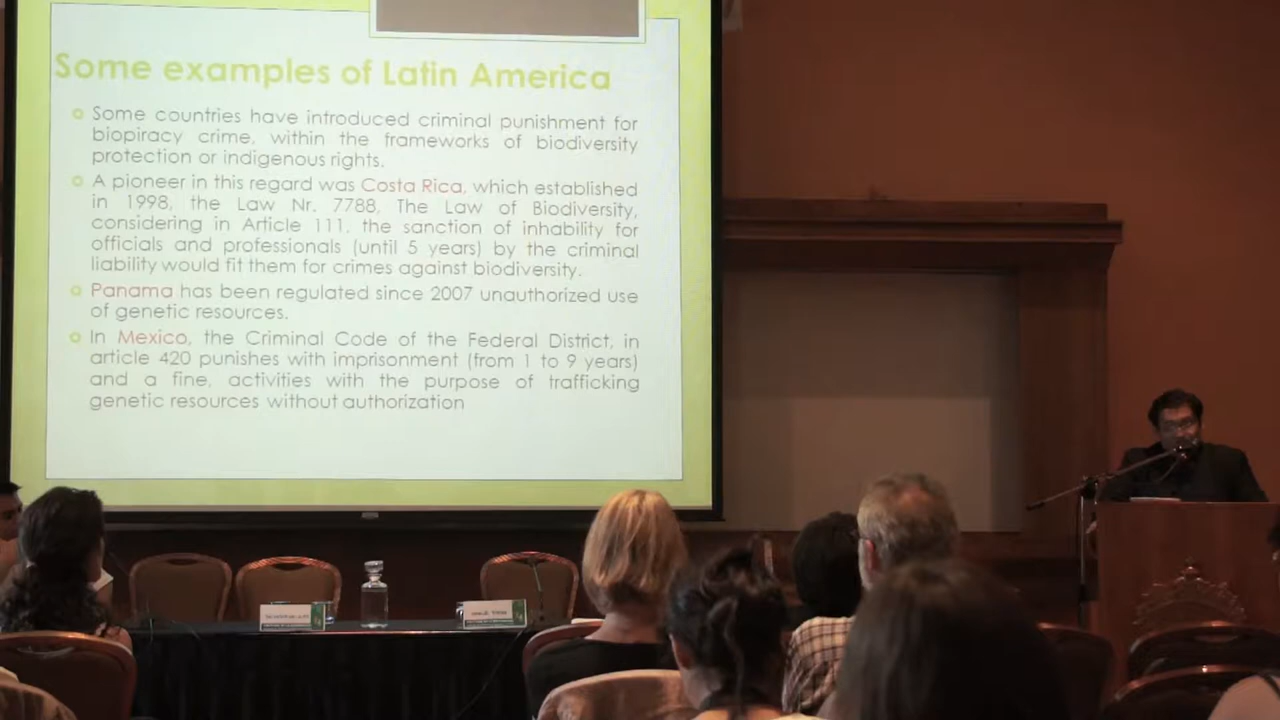 Some examples of Latin America
Some countries have introduced criminal punishment for
biopiracy crime, within the frameworks of biodiversity
protection or indigenous rights.
A pioneer in this regard was Costa Rica, which established
in 1998, the Law Nr. 7788, The Law of Biodiversity,
considering in Article 111, the sanction of inhability for
officials and professionals (until 5 years) by the criminal
liability would fit them for crimes against biodiversity.
Panama has been regulated since 2007 unauthorized use
of genetic resources.
In Mexico, the Criminal Code of the Federal District, in
article 420 punishes with imprisonment (from 1 to 9 years)
and a fine, activities with the purpose of trafficking
genetic resources without authorization